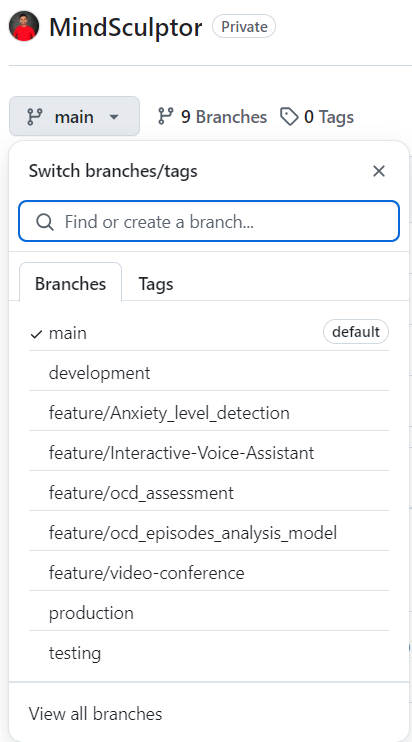 MindSculptor Private
main 9 Branches 0 Tags
Switch branches/tags
Find or create a branch...
Branches Tags
main default
development
feature/Anxiety_level_detection
feature/Interactive-Voice-Assistant
feature/ocd_assessment
feature/ocd_episodes_analysis_model
feature/video-conference
production
testing
View all branches